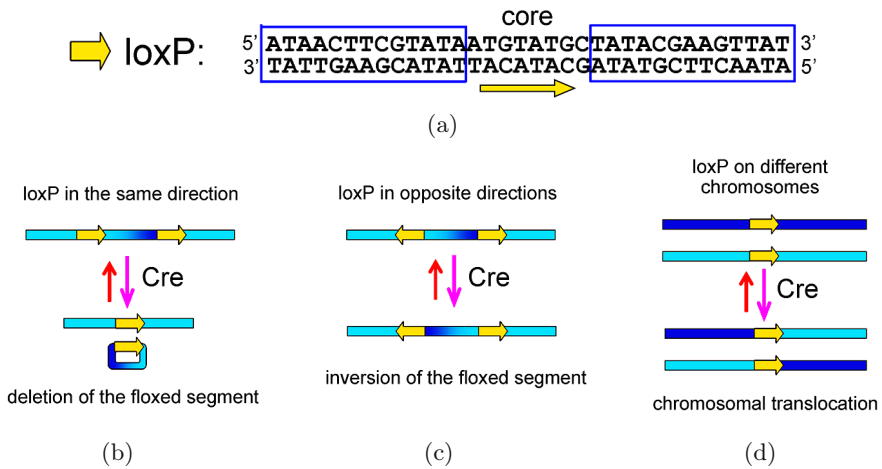 core
loxP: 5’ ATAACTTCGTATAATGTATGCTATACGAAGTTAT 3’
3’ TATTGAAGCATATTACATACGATATGCTTCAATA 5’
(a)
loxP in the same direction
Cre
deletion of the floxed segment
(b)
loxP in opposite directions
Cre
inversion of the floxed segment
(c)
loxP on different
chromosomes
Cre
chromosomal translocation
(d)